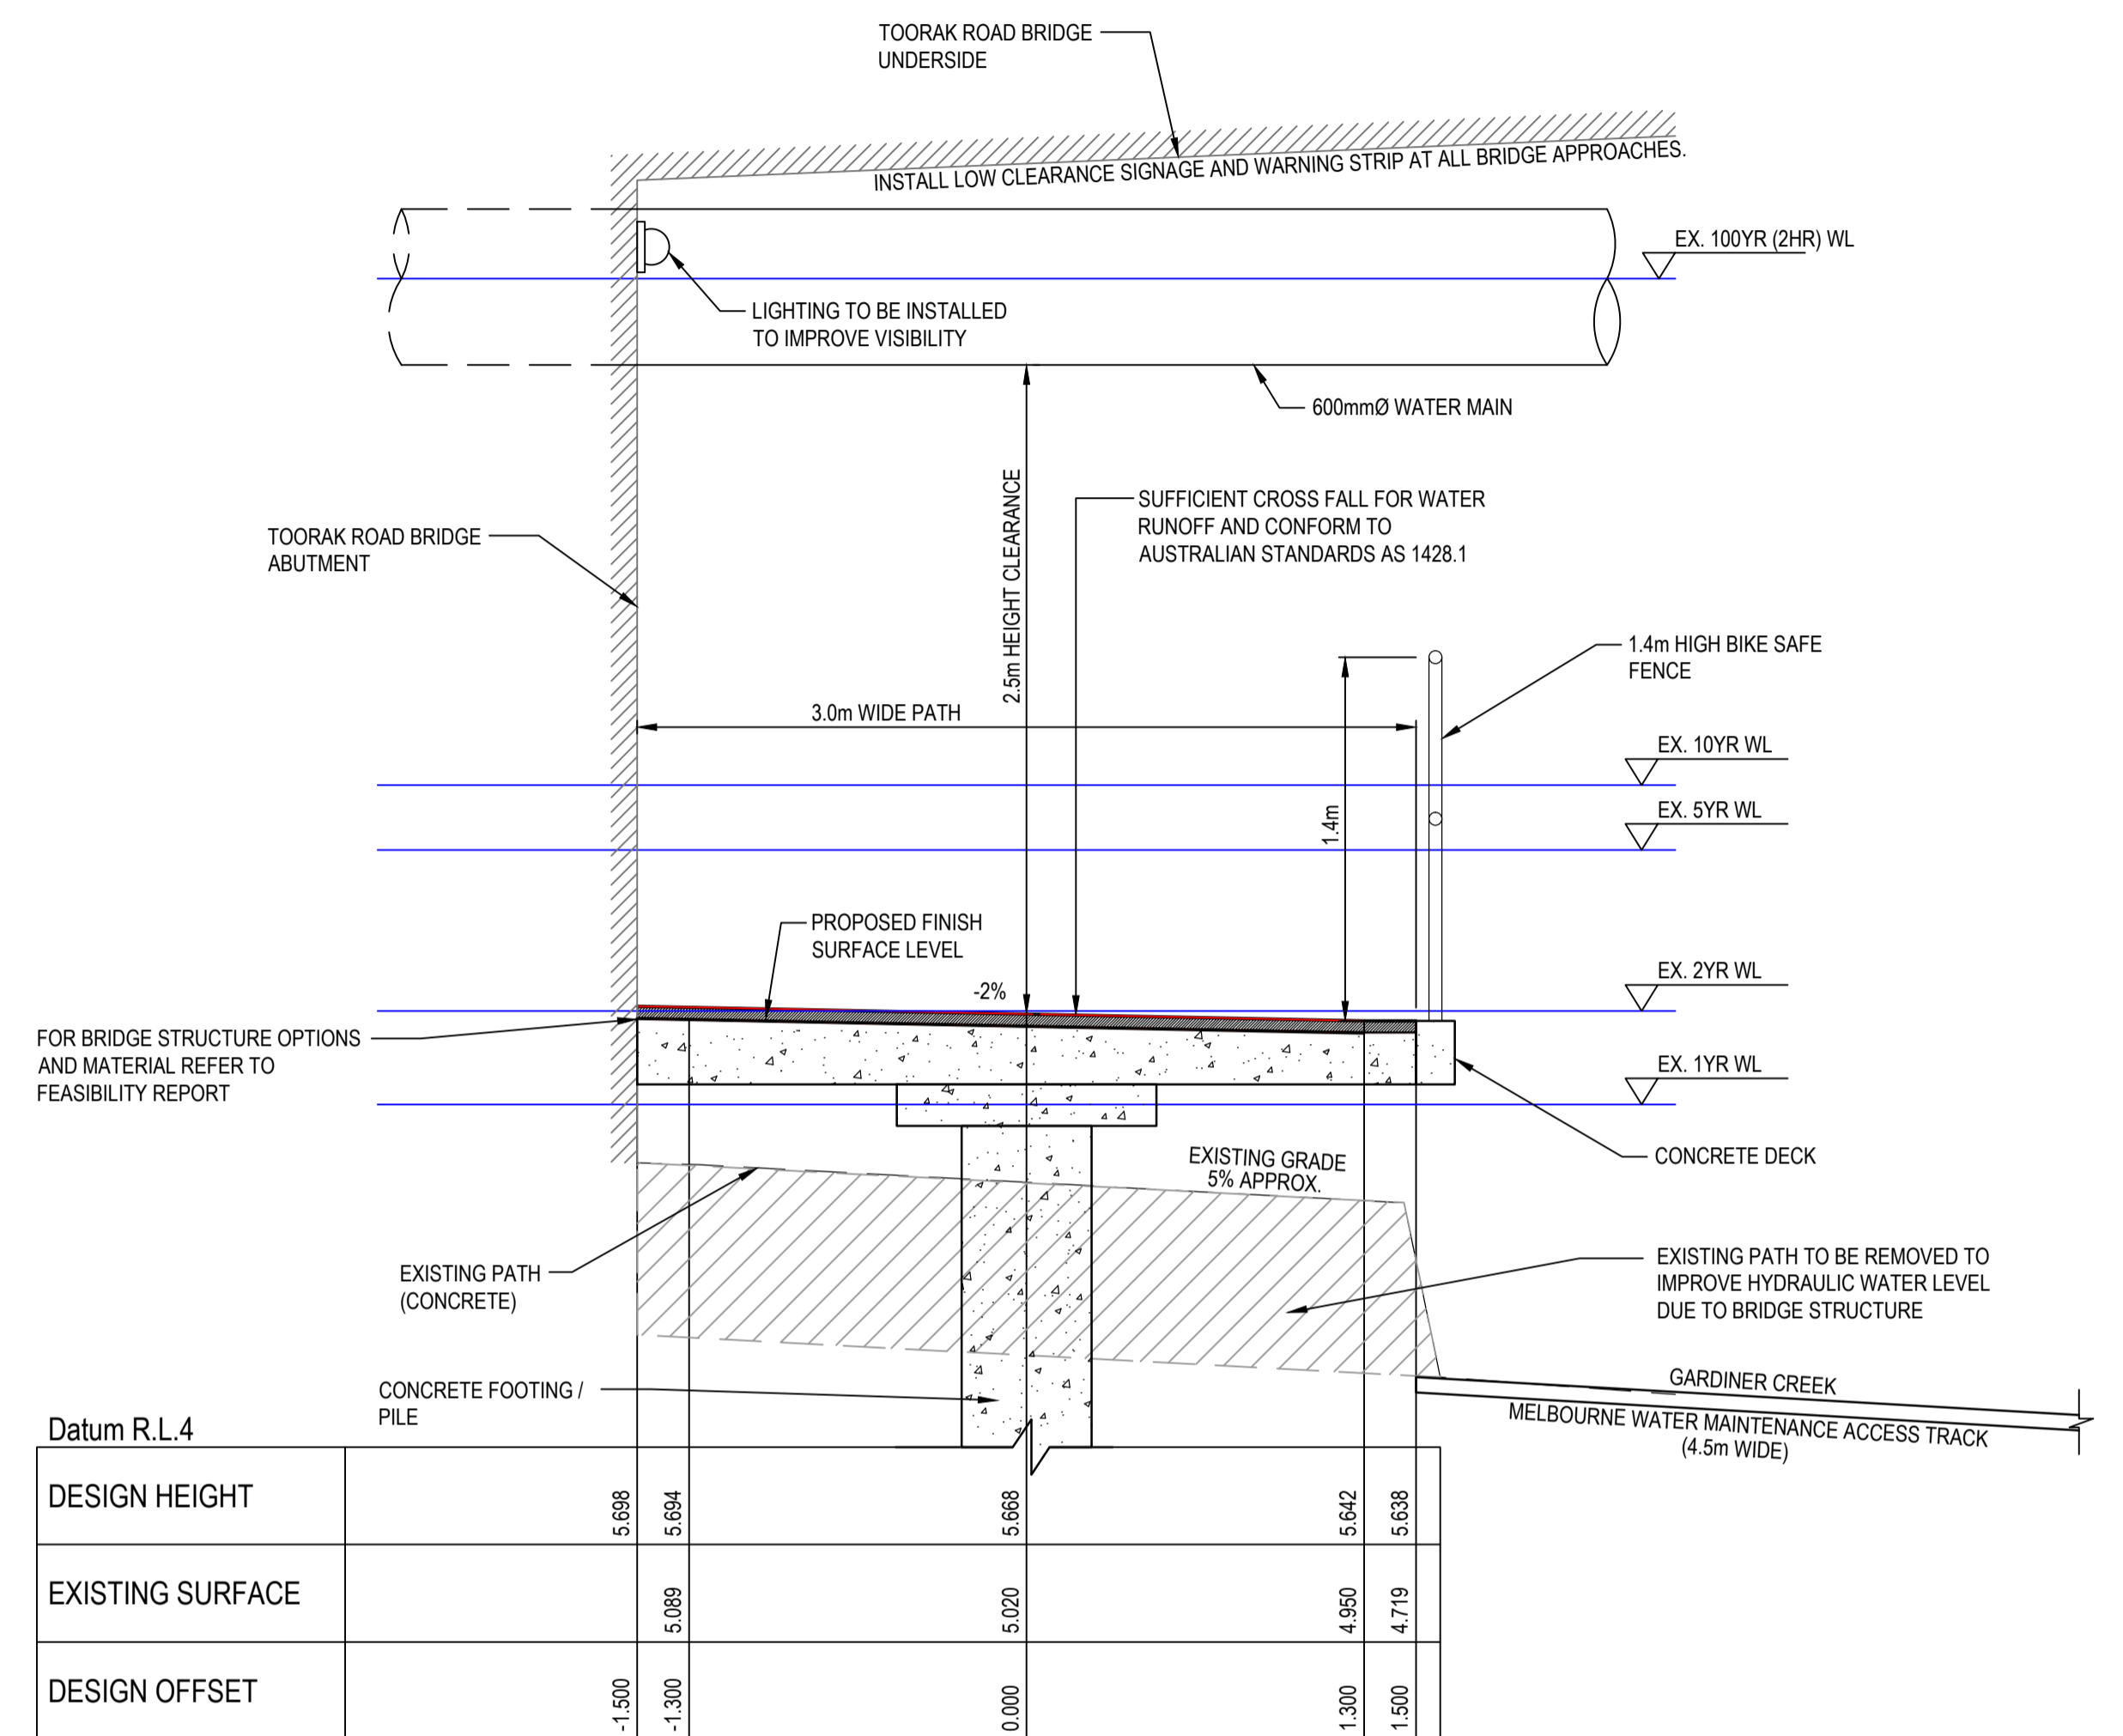 TOORAK ROAD BRIDGE
UNDERSIDE
INSTALL LOW CLEARANCE SIGNAGE AND WARNING STRIP AT ALL BRIDGE APPROACHES.
EX. 100YR (2HR) WL
LIGHTING TO BE INSTALLED
TO IMPROVE VISIBILITY
600mmØ WATER MAIN
2.5m HEIGHT CLEARANCE
SUFFICIENT CROSS FALL FOR WATER
RUNOFF AND CONFORM TO
AUSTRALIAN STANDARDS AS 1428.1
TOORAK ROAD BRIDGE
ABUTMENT
1.4m HIGH BIKE SAFE
FENCE
3.0m WIDE PATH
EX. 10YR WL
EX. 5YR WL
1.4m
PROPOSED FINISH
SURFACE LEVEL
-2%
EX. 2YR WL
FOR BRIDGE STRUCTURE OPTIONS
AND MATERIAL REFER TO
FEASIBILITY REPORT
EX. 1YR WL
CONCRETE DECK
EXISTING GRADE
5% APPROX.
EXISTING PATH
(CONCRETE)
EXISTING PATH TO BE REMOVED TO
IMPROVE HYDRAULIC WATER LEVEL
DUE TO BRIDGE STRUCTURE
CONCRETE FOOTING /
PILE
GARDINER CREEK
MELBOURNE WATER MAINTENANCE ACCESS TRACK
(4.5m WIDE)
Datum R.L.4
DESIGN HEIGHT 5.698 5.694 5.668 5.642 5.638
EXISTING SURFACE 5.089 5.020 4.950 4.719
DESIGN OFFSET -1.500 -1.300 0.000 1.300 1.500